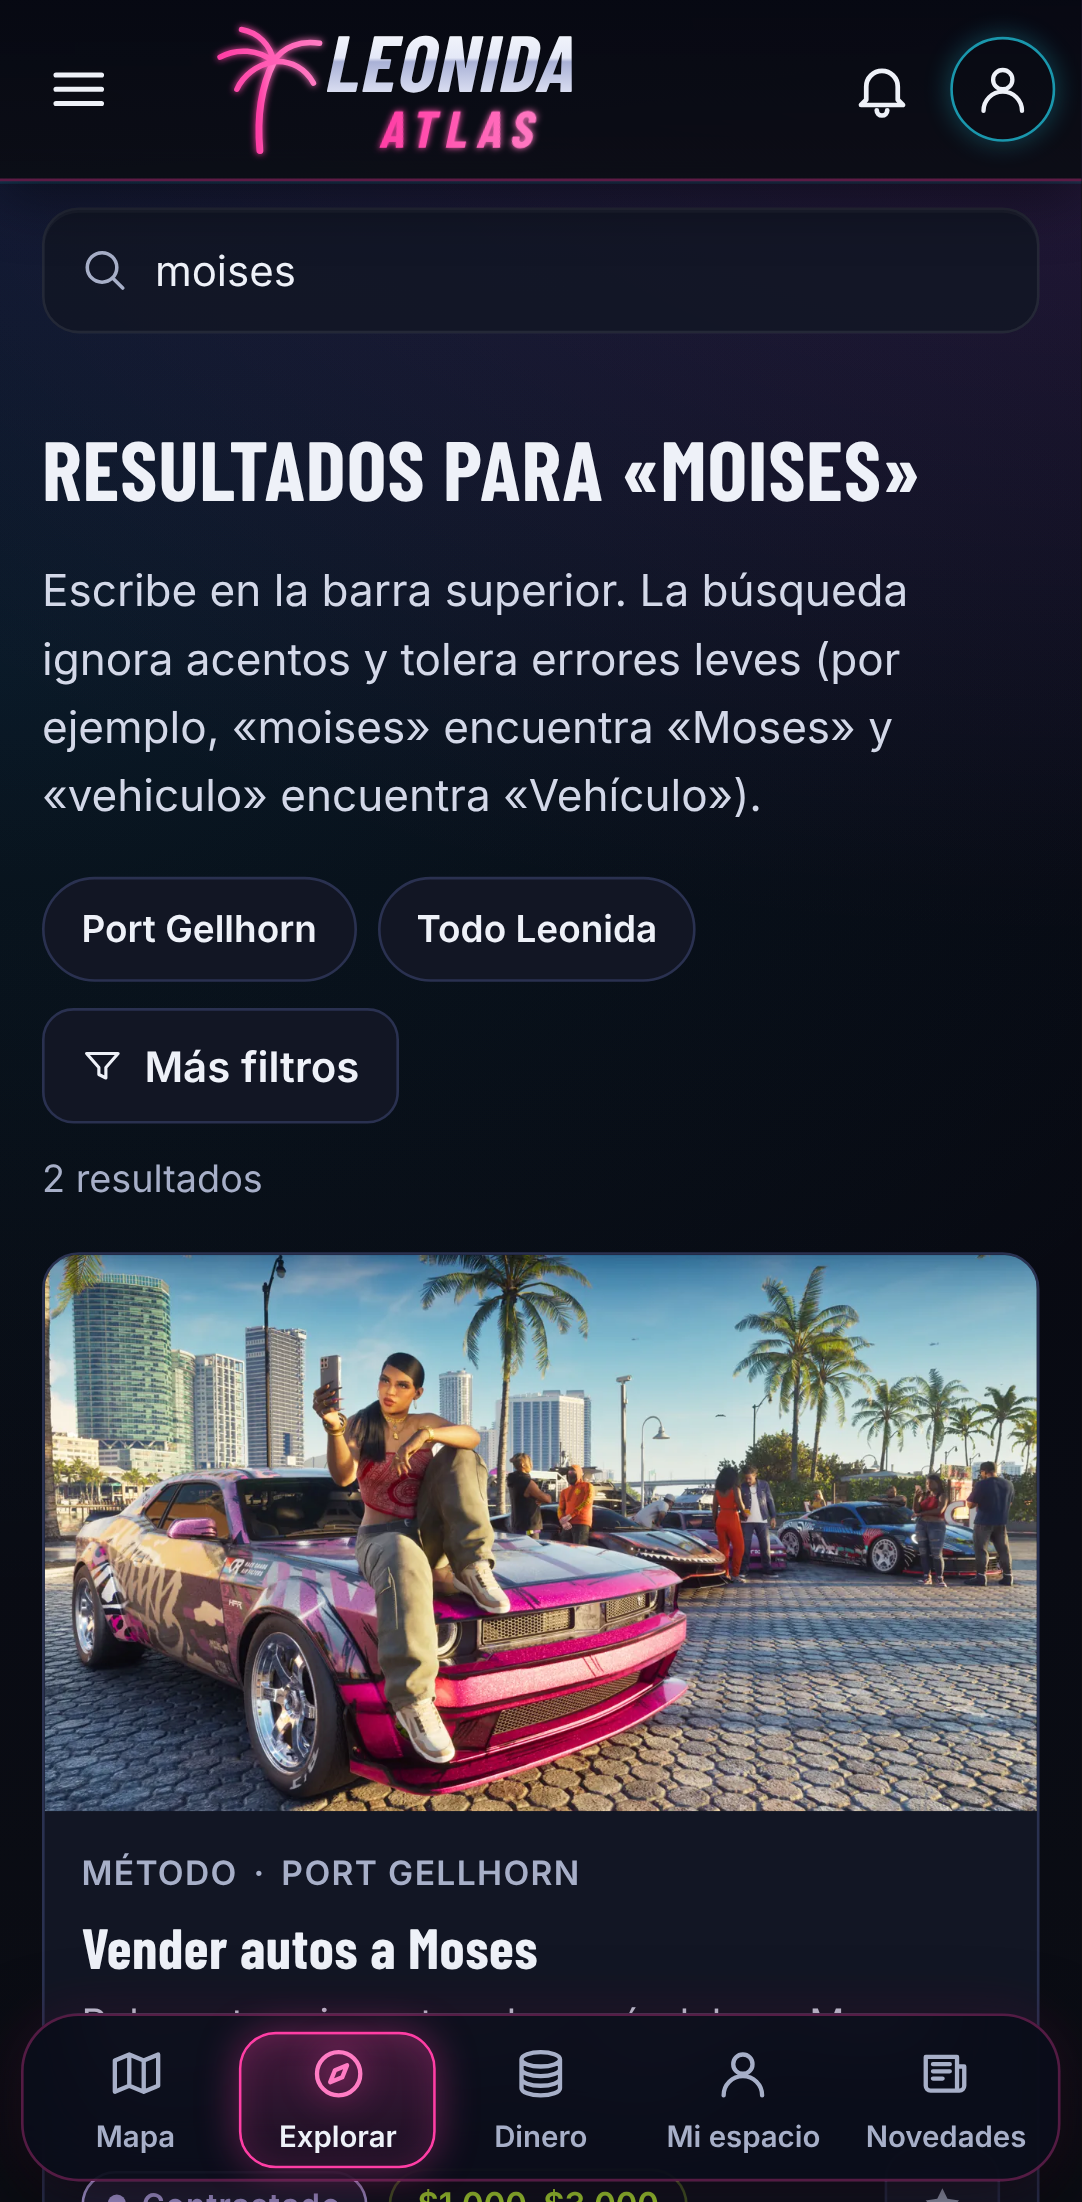 LEONIDA
ATLAS
moises
RESULTADOS PARA «MOISES»
Escribe en la barra superior. La búsqueda
ignora acentos y tolera errores leves (por
ejemplo, «moises» encuentra «Moses» y
«vehiculo» encuentra «Vehículo»).
Port Gellhorn
Todo Leonida
Más filtros
2 resultados
MÉTODO · PORT GELLHORN
Vender autos a Moses
Mapa
Explorar
Dinero
Mi espacio
Novedades